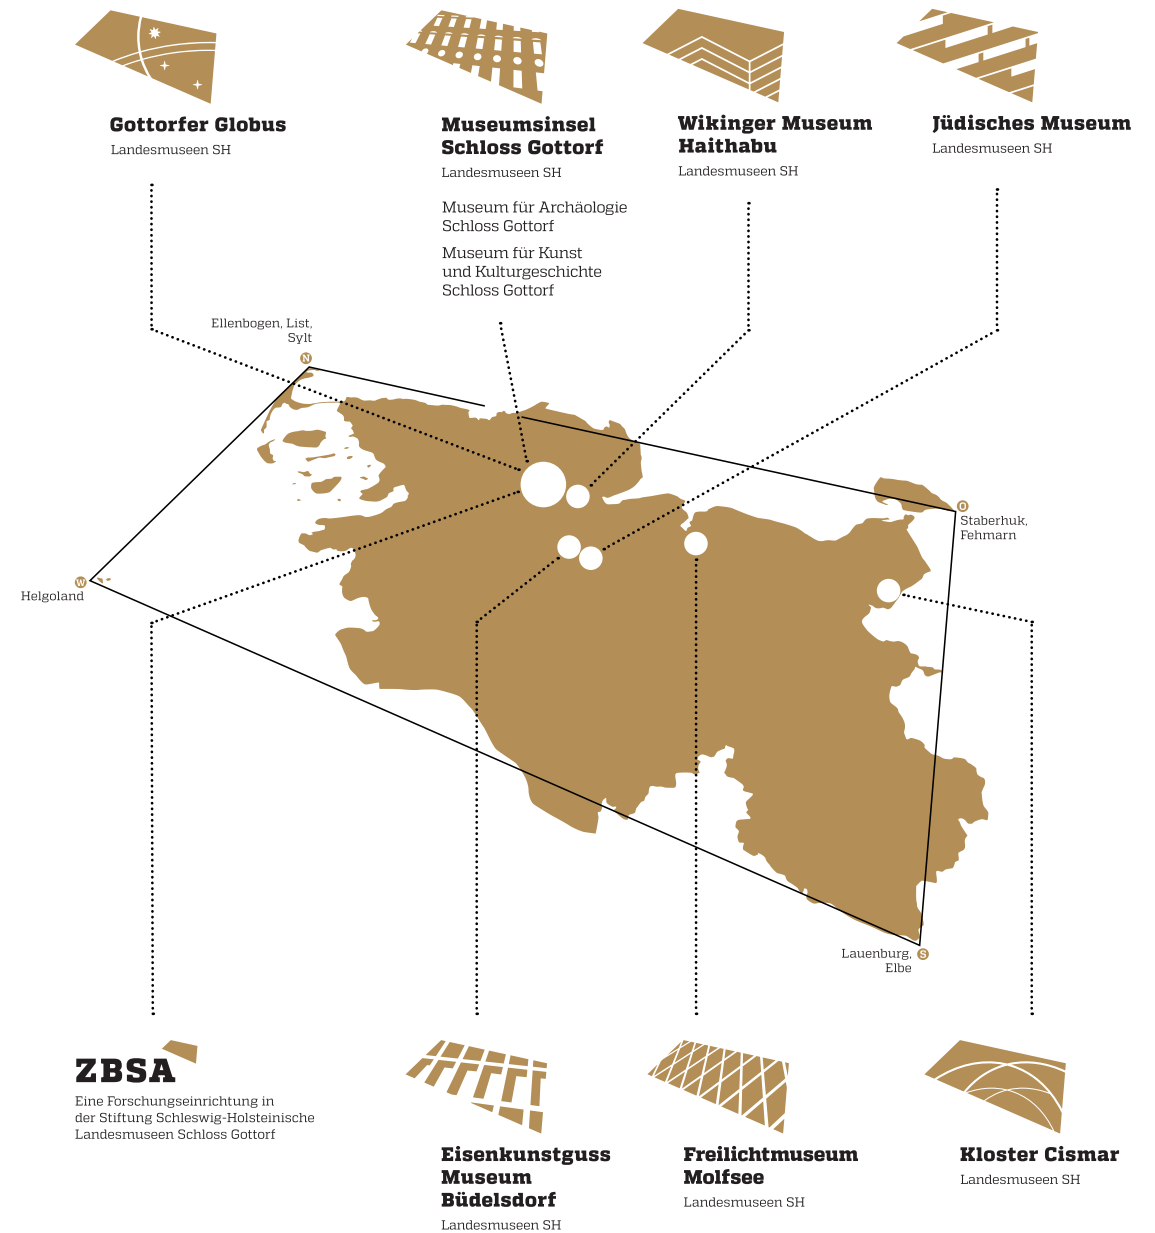 Gottorfer Globus
Landesmuseen SH
Museumsinsel
Schloss Gottorf
Landesmuseen SH
Museum für Archäologie
Schloss Gottorf
Museum für Kunst
und Kulturgeschichte
Schloss Gottorf
Wikinger Museum
Haithabu
Landesmuseen SH
Jüdisches Museum
Landesmuseen SH
Ellenbogen, List,
Sylt
N
O
Staberhuk,
Fehmarn
W
Helgoland
Lauenburg,
Elbe
S
ZBSA
Eine Forschungseinrichtung in
der Stiftung Schleswig-Holsteinische
Landesmuseen Schloss Gottorf
Eisenkunstguss
Museum
Büdelsdorf
Landesmuseen SH
Freilichtmuseum
Molfsee
Landesmuseen SH
Kloster Cismar
Landesmuseen SH